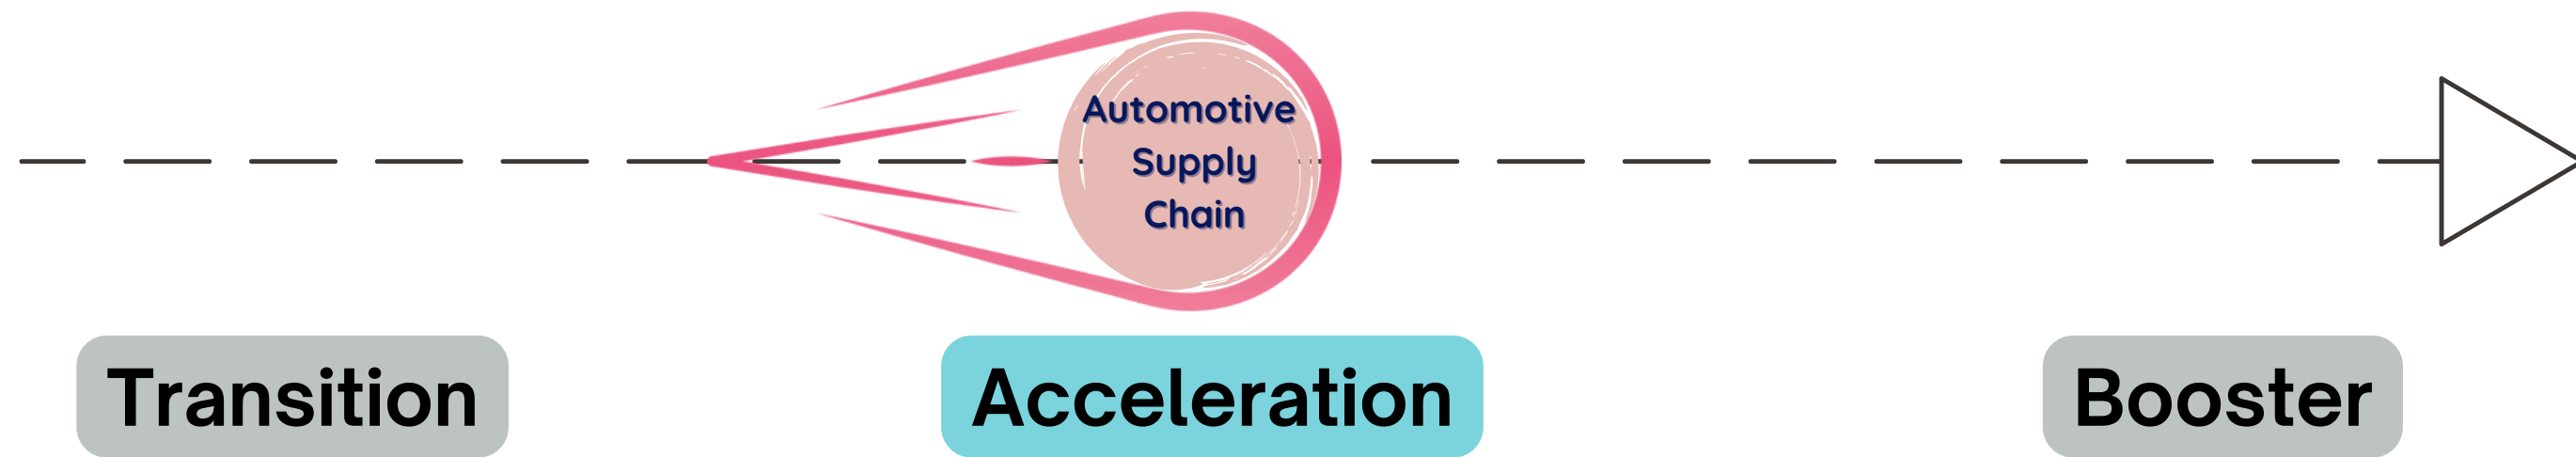 Automotive
Supply
Chain
Transition
Acceleration
Booster